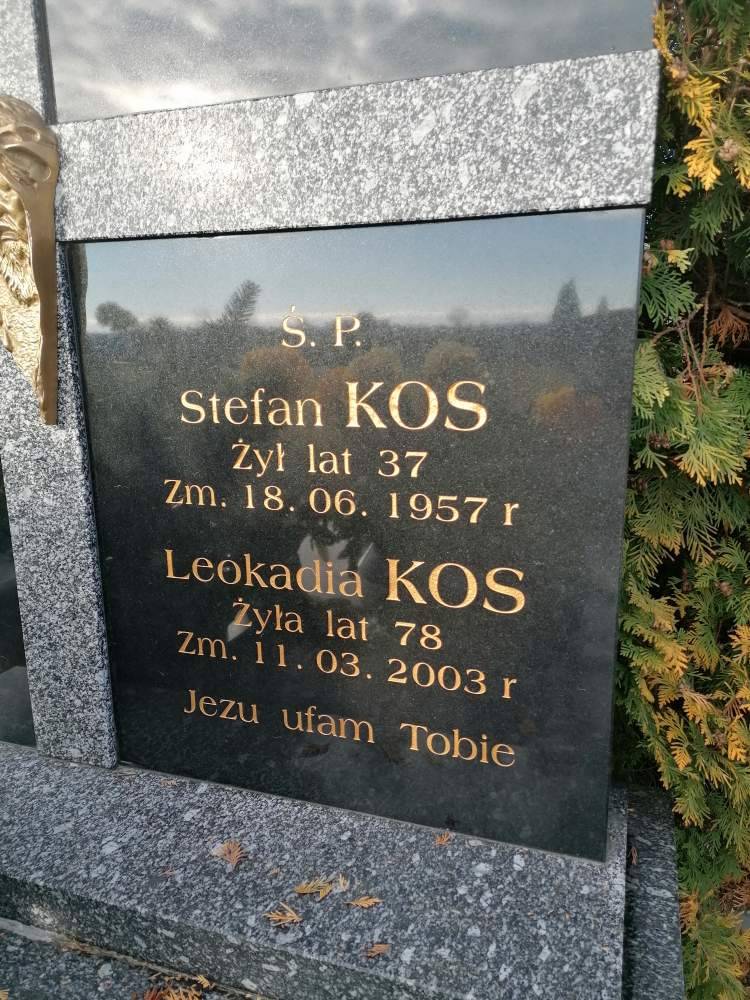 Ś. P.
Stefan KOS
Żył lat 37
Zm. 18. 06. 1957 r
Leokadia KOS
Żyła lat 78
Zm. 11. 03. 2003 r
Jezu ufam Tobie